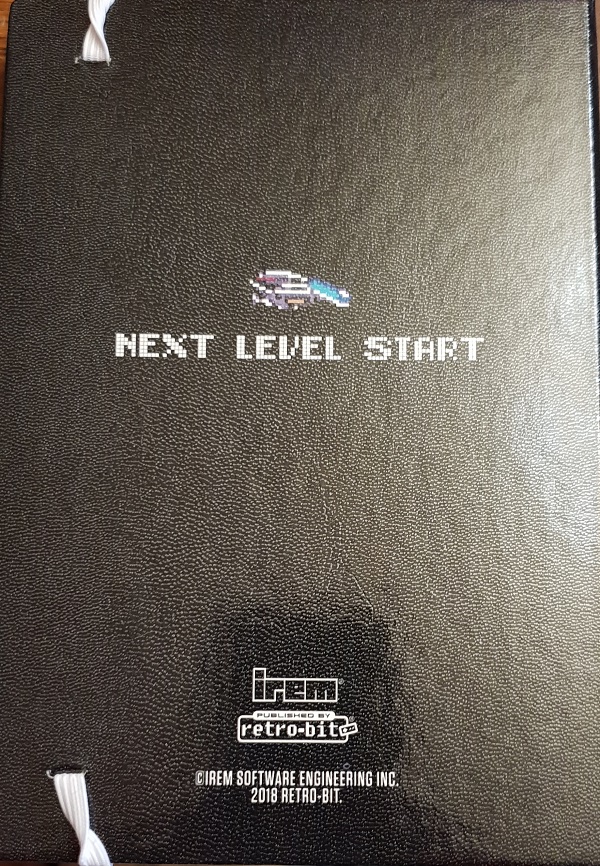 NEXT LEVEL START
irem®
PUBLISHED BY
retro-bit®
©IREM SOFTWARE ENGINEERING INC.
2018 RETRO-BIT.